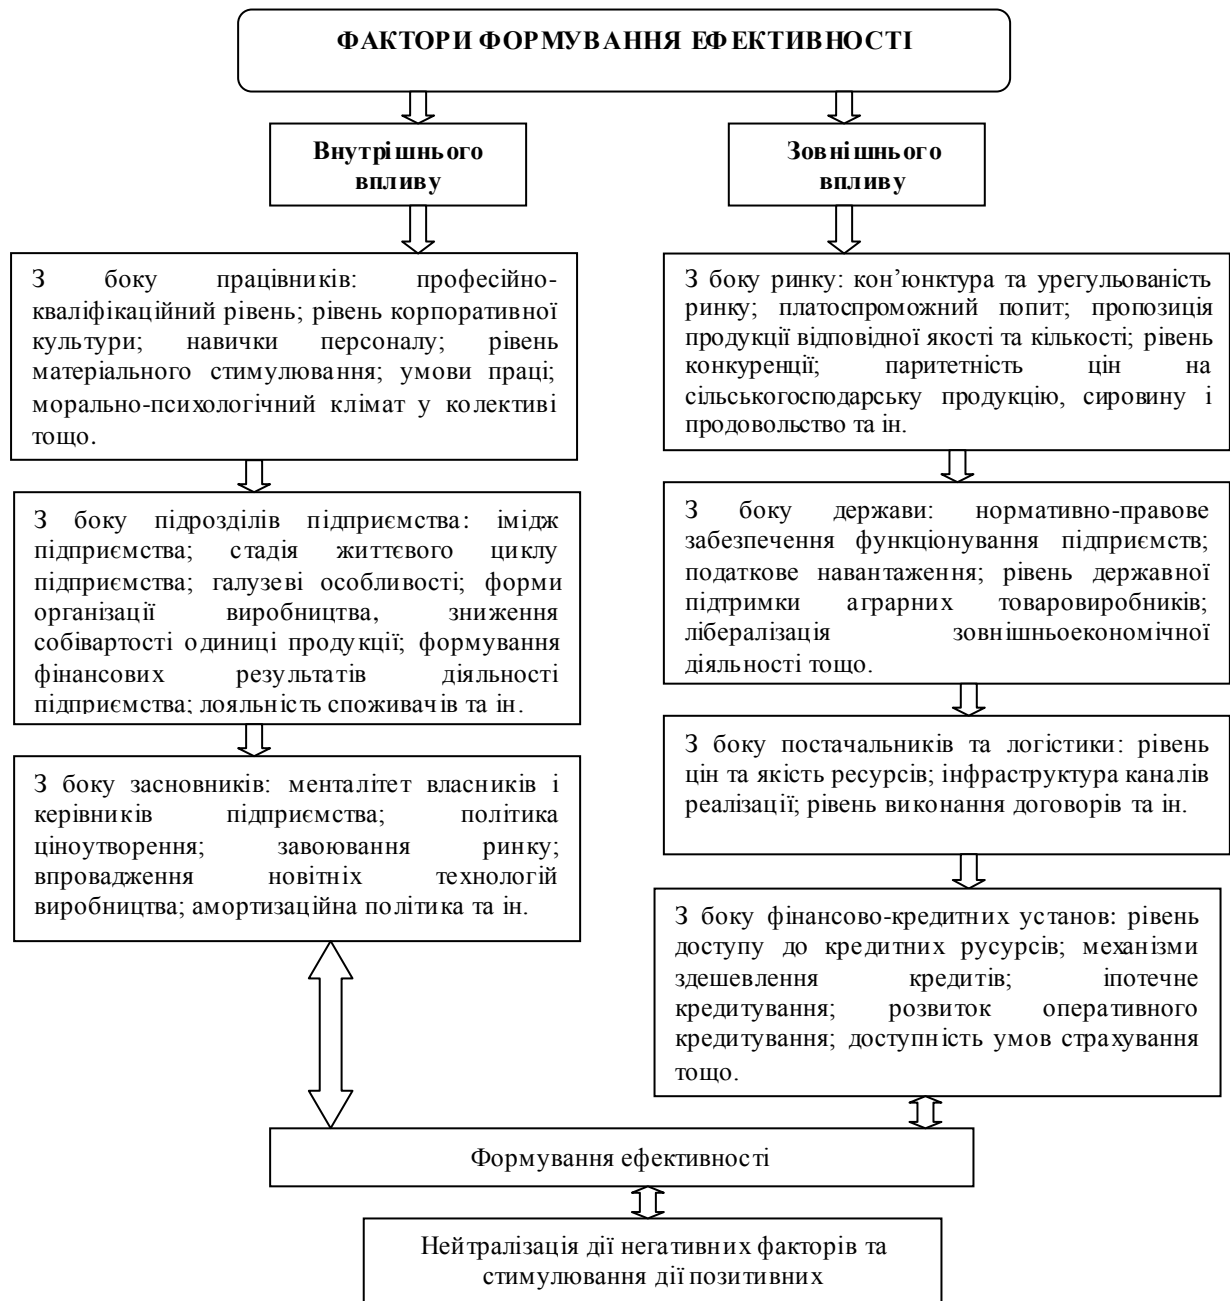 ФАКТОРИ ФОРМУВАННЯ ЕФЕКТИВНОСТІ
Внутрішнього
впливу
Зовнішнього
впливу
З боку працівників: професійно-
кваліфікаційний рівень; рівень корпоративної
культури; навички персоналу; рівень
матеріального стимулювання; умови праці;
морально-психологічний клімат у колективі
тощо.
З боку підрозділів підприємства: імідж
підприємства; стадія життєвого циклу
підприємства; галузеві особливості; форми
організації виробництва, зниження
собівартості одиниці продукції; формування
фінансових результатів діяльності
підприємства; лояльність споживачів та ін.
З боку засновників: менталітет власників і
керівників підприємства; політика
ціноутворення; завоювання ринку;
впровадження новітніх технологій
виробництва; амортизаційна політика та ін.
З боку ринку: кон’юнктура та урегульованість
ринку; платоспроможний попит; пропозиція
продукції відповідної якості та кількості; рівень
конкуренції; паритетність цін на
сільськогосподарську продукцію, сировину і
продовольство та ін.
З боку держави: нормативно-правове
забезпечення функціонування підприємств;
податкове навантаження; рівень державної
підтримки аграрних товаровиробників;
лібералізація зовнішньоекономічної
діяльності тощо.
З боку постачальників та логістики: рівень
цін та якість ресурсів; інфраструктура каналів
реалізації; рівень виконання договорів та ін.
З боку фінансово-кредитних установ: рівень
доступу до кредитних русурсів; механізми
здешевлення кредитів; іпотечне
кредитування; розвиток оперативного
кредитування; доступність умов страхування
тощо.
Формування ефективності
Нейтралізація дії негативних факторів та
стимулювання дії позитивних